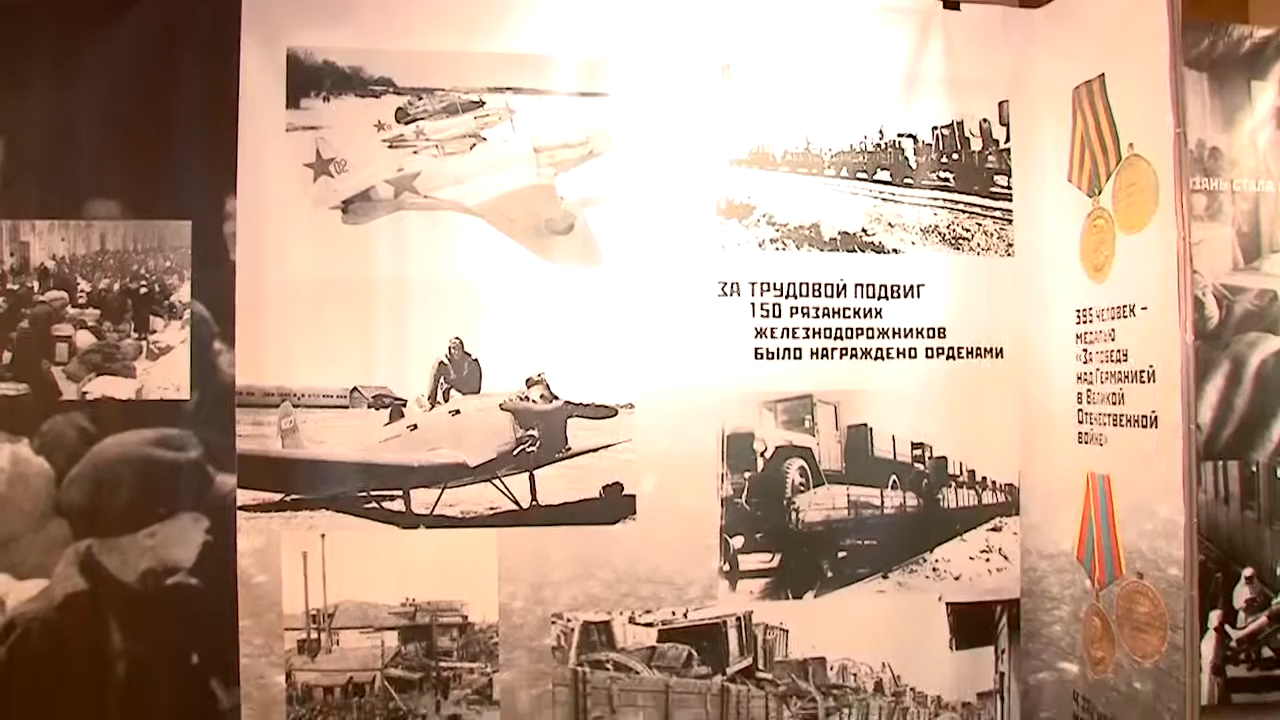 02
ЗА ТРУДОВОЙ ПОДВИГ
150 РЯЗАНСКИХ
ЖЕЛЕЗНОДОРОЖНИКОВ
БЫЛО НАГРАЖДЕНО ОРДЕНАМИ
395 ЧЕЛОВЕК –
МЕДАЛЬЮ
«ЗА ПОБЕДУ
НАД ГЕРМАНИЕЙ
В ВЕЛИКОЙ
ОТЕЧЕСТВЕННОЙ
ВОЙНЕ»
СТАЛА